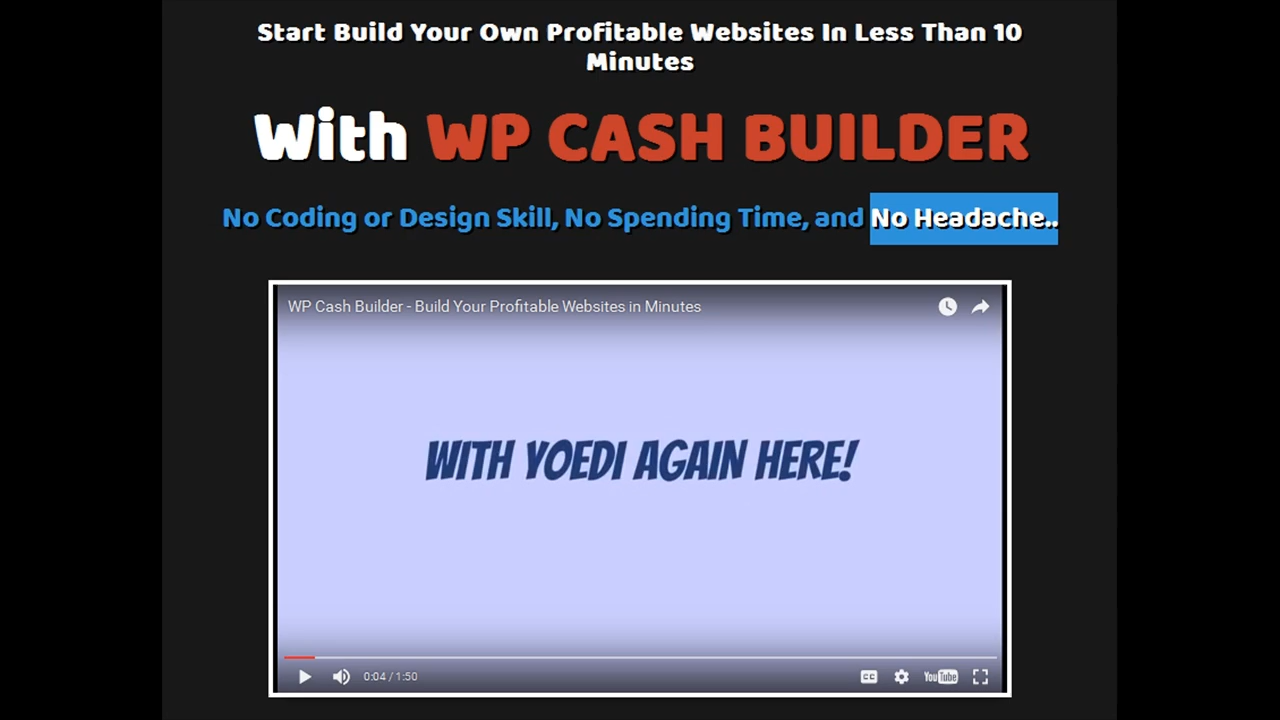 Start Build Your Own Profitable Websites In Less Than 10
Minutes
With WP CASH BUILDER
No Coding or Design Skill, No Spending Time, and No Headache..
WP Cash Builder - Build Your Profitable Websites in Minutes
WITH YOEDI AGAIN HERE!
0:04 / 1:50
CC
YouTube